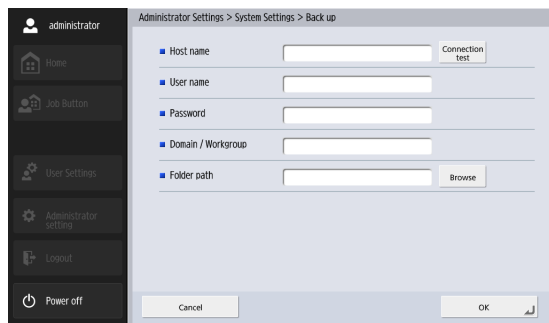 administrator
Administrator Settings > System Settings > Back up
Home
Job Button
User Settings
Administrator
setting
Logout
Power off
Host name
Connection
test
User name
Password
Domain / Workgroup
Folder path
Browse
Cancel
OK